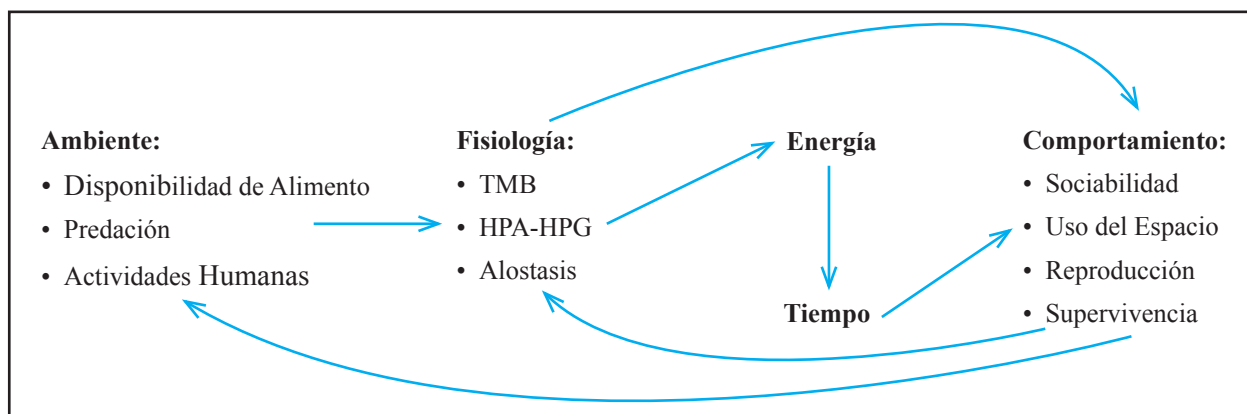 Ambiente:
• Disponibilidad de Alimento
• Predación
• Actividades Humanas
Fisiología:
• TMB
• HPA-HPG
• Alostasis
Energía
Tiempo
Comportamiento:
• Sociabilidad
• Uso del Espacio
• Reproducción
• Supervivencia